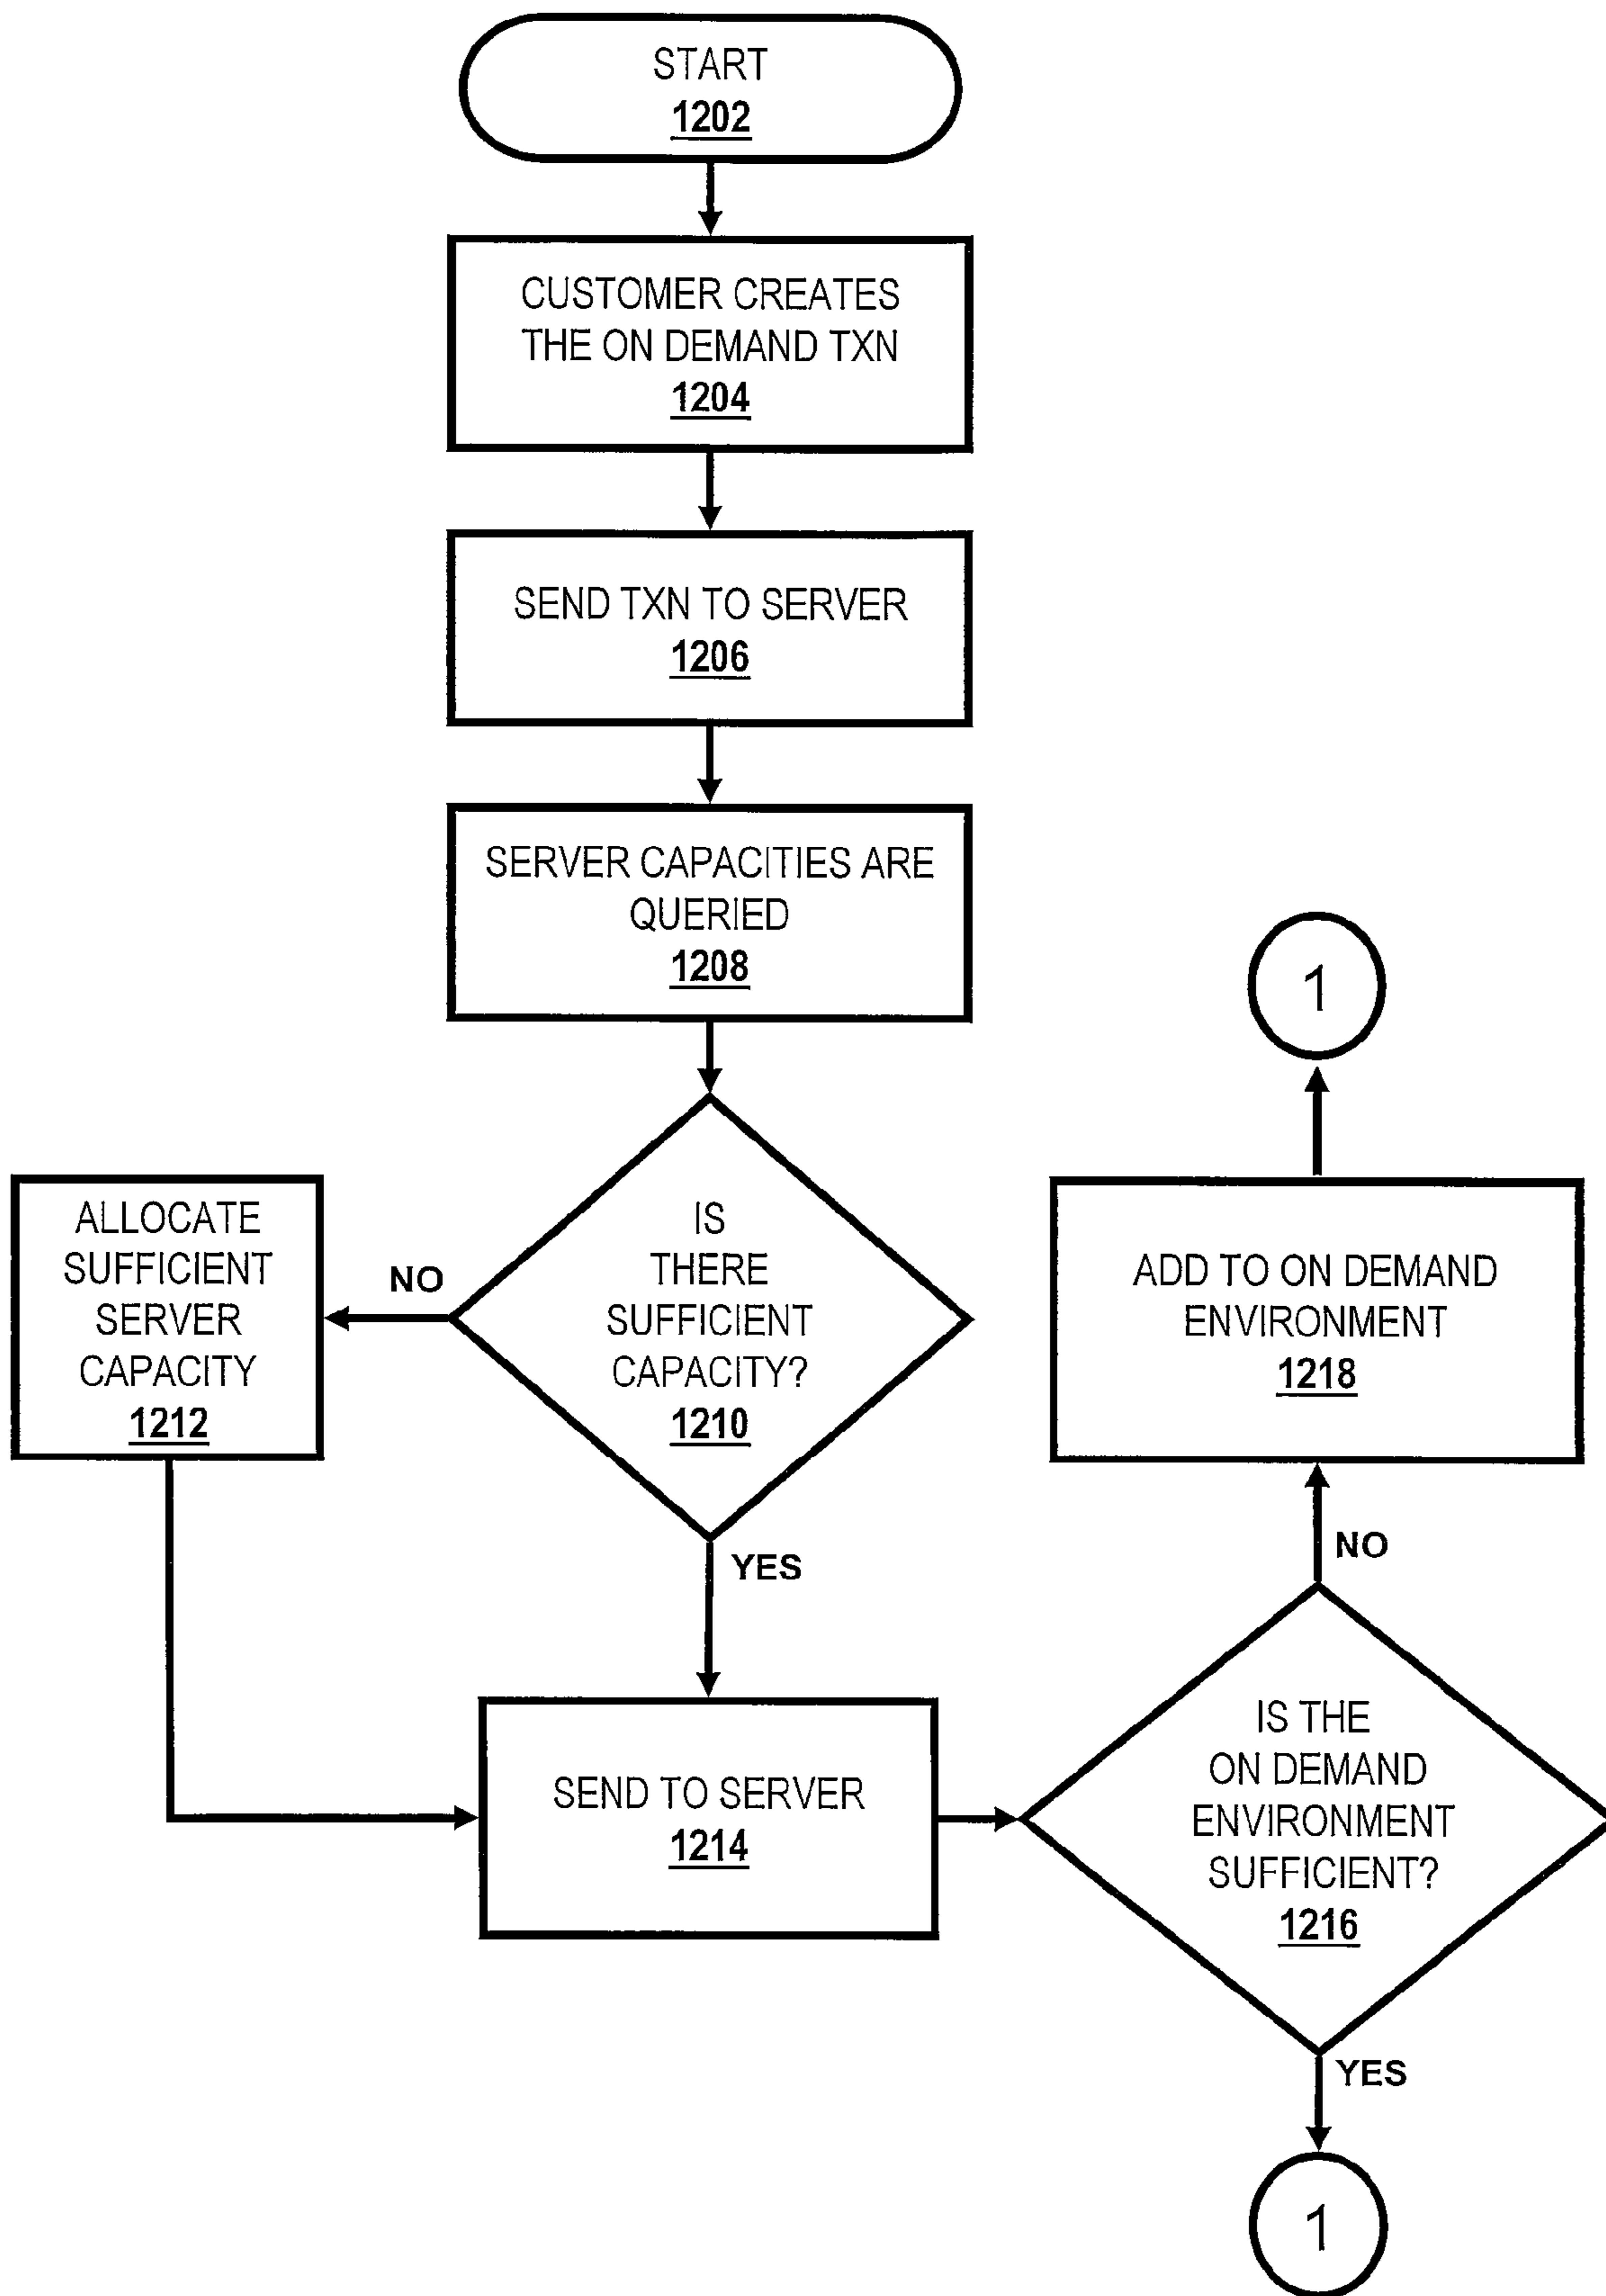 START
1202
CUSTOMER CREATES
THE ON DEMAND TXN
1204
SEND TXN TO SERVER
1206
SERVER CAPACITIES ARE
QUERIED
1208
IS
THERE
SUFFICIENT
CAPACITY?
1210
NO
ALLOCATE
SUFFICIENT
SERVER
CAPACITY
1212
YES
SEND TO SERVER
1214
IS THE
ON DEMAND
ENVIRONMENT
SUFFICIENT?
1216
NO
ADD TO ON DEMAND
ENVIRONMENT
1218
1
YES
1